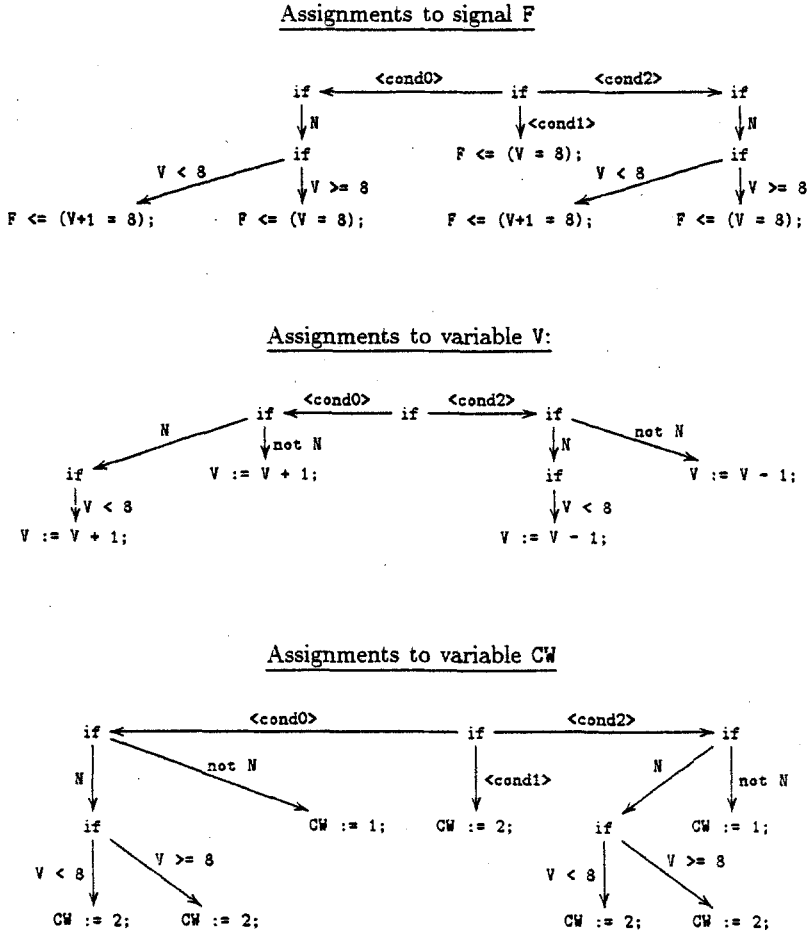 Assignments to signal F
if <cond0> if <cond2> if
N <cond1> N
if F <= (V = 8); if
V < 8 V >= 8 V < 8 V >= 8
F <= (V+1 = 8); F <= (V = 8); F <= (V+1 = 8); F <= (V = 8);
Assignments to variable V:
if <cond0> if <cond2> if
N not N N not N
if V := V + 1; if V := V - 1;
V < 8 V < 8
V := V + 1; V := V - 1;
Assignments to variable CW
if <cond0> if <cond2> if
N not N <cond1> N not N
if CW := 1; CW := 2; if CW := 1;
V < 8 V >= 8 V < 8 V >= 8
CW := 2; CW := 2; CW := 2; CW := 2;